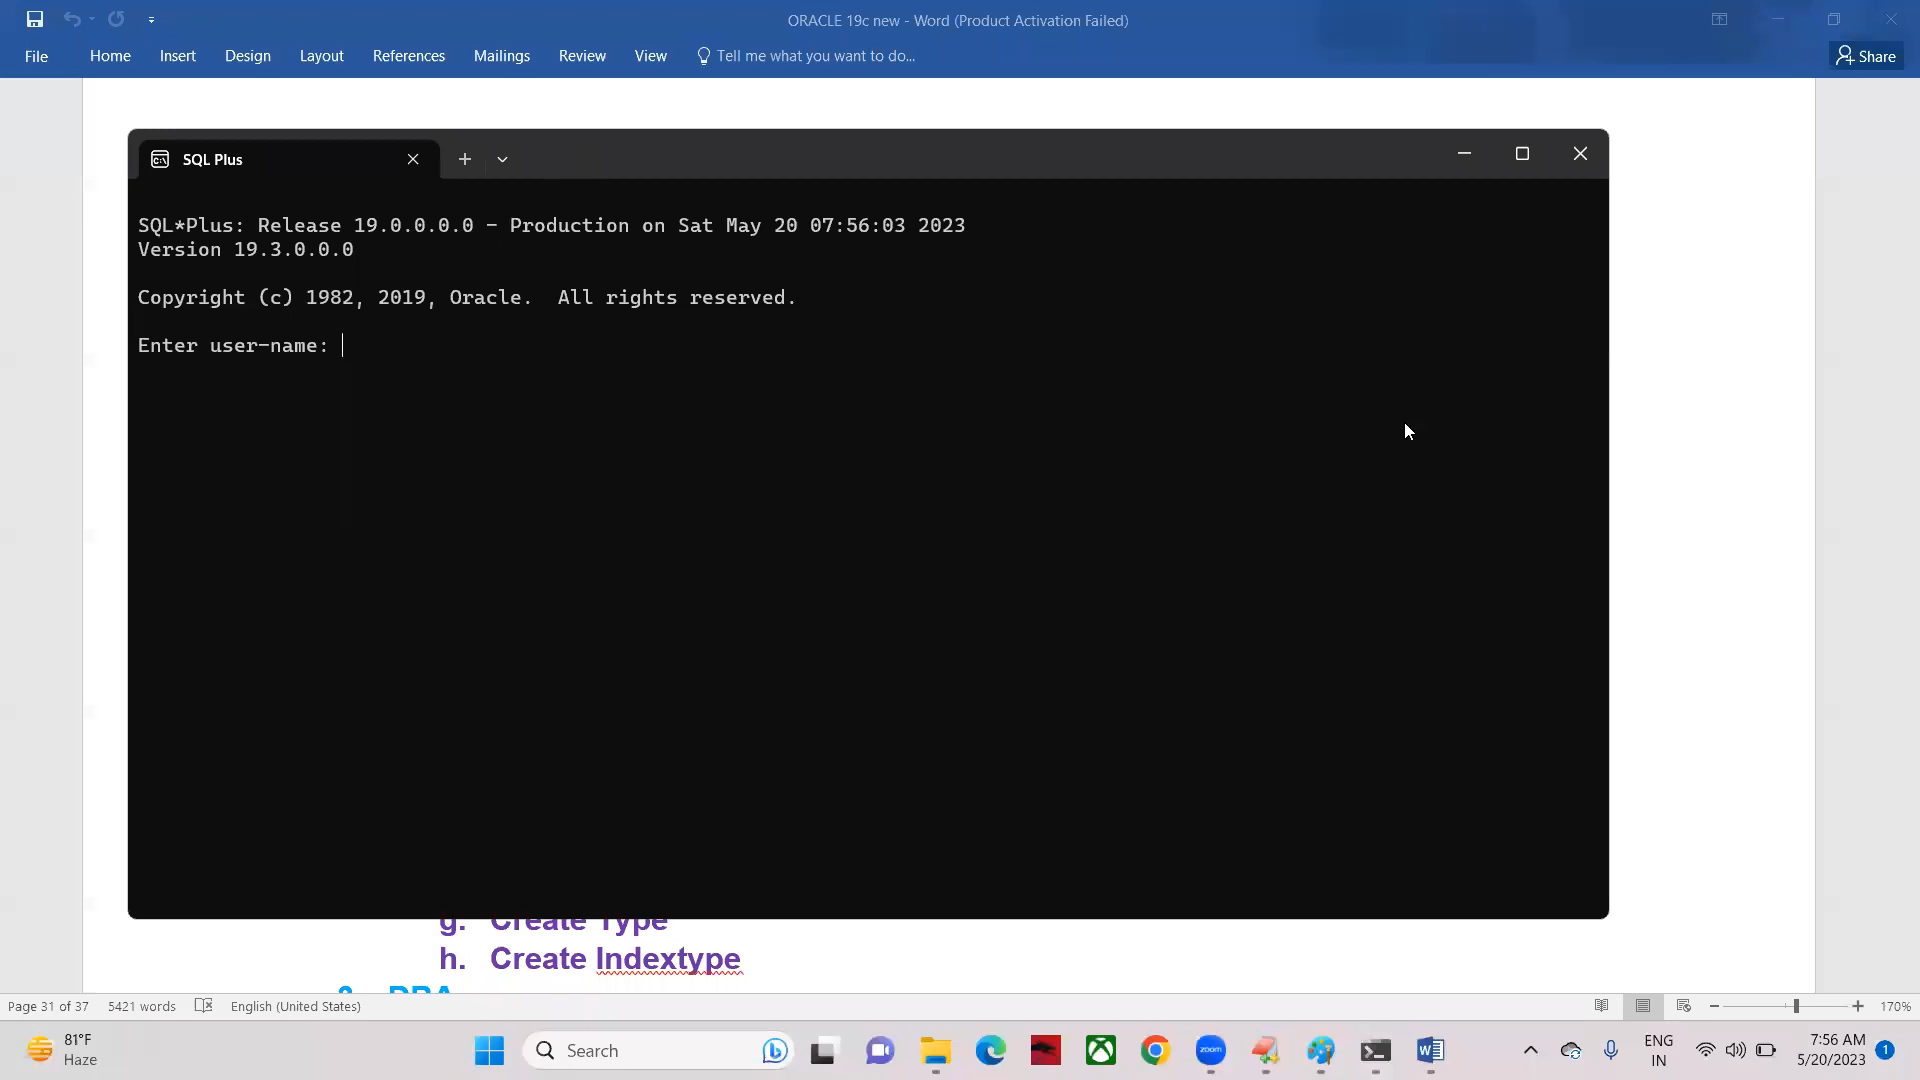 ORACLE 19c new - Word (Product Activation Failed)
File Home Insert Design Layout References Mailings Review View Tell me what you want to do... Share
SQL Plus
SQL*Plus: Release 19.0.0.0.0 - Production on Sat May 20 07:56:03 2023
Version 19.3.0.0.0
Copyright (c) 1982, 2019, Oracle.  All rights reserved.
Enter user-name:
g. Create Type
h. Create Indextype
Page 31 of 37 5421 words English (United States) 170%
81°F
Haze
Search
zoom
ENG
IN
7:56 AM
5/20/2023
1